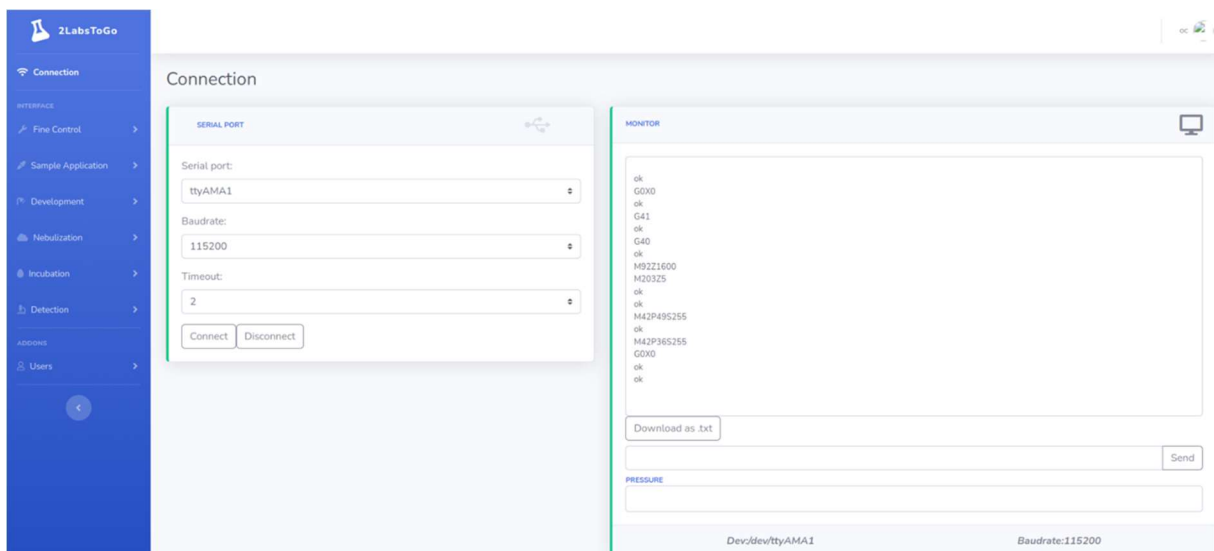 2LabsToGo
oc
Connection
INTERFACE
Fine Control
Sample Application
Development
Nebulization
Incubation
Detection
ADDONS
Users
Connection
SERIAL PORT
Serial port:
ttyAMA1
Baudrate:
115200
Timeout:
2
Connect Disconnect
MONITOR
ok
G0X0
ok
G41
ok
G40
ok
M92Z1600
M203Z5
ok
ok
M42P49S255
ok
M42P36S255
G0X0
ok
ok
Download as .txt
Send
PRESSURE
Dev:/dev/ttyAMA1 Baudrate:115200